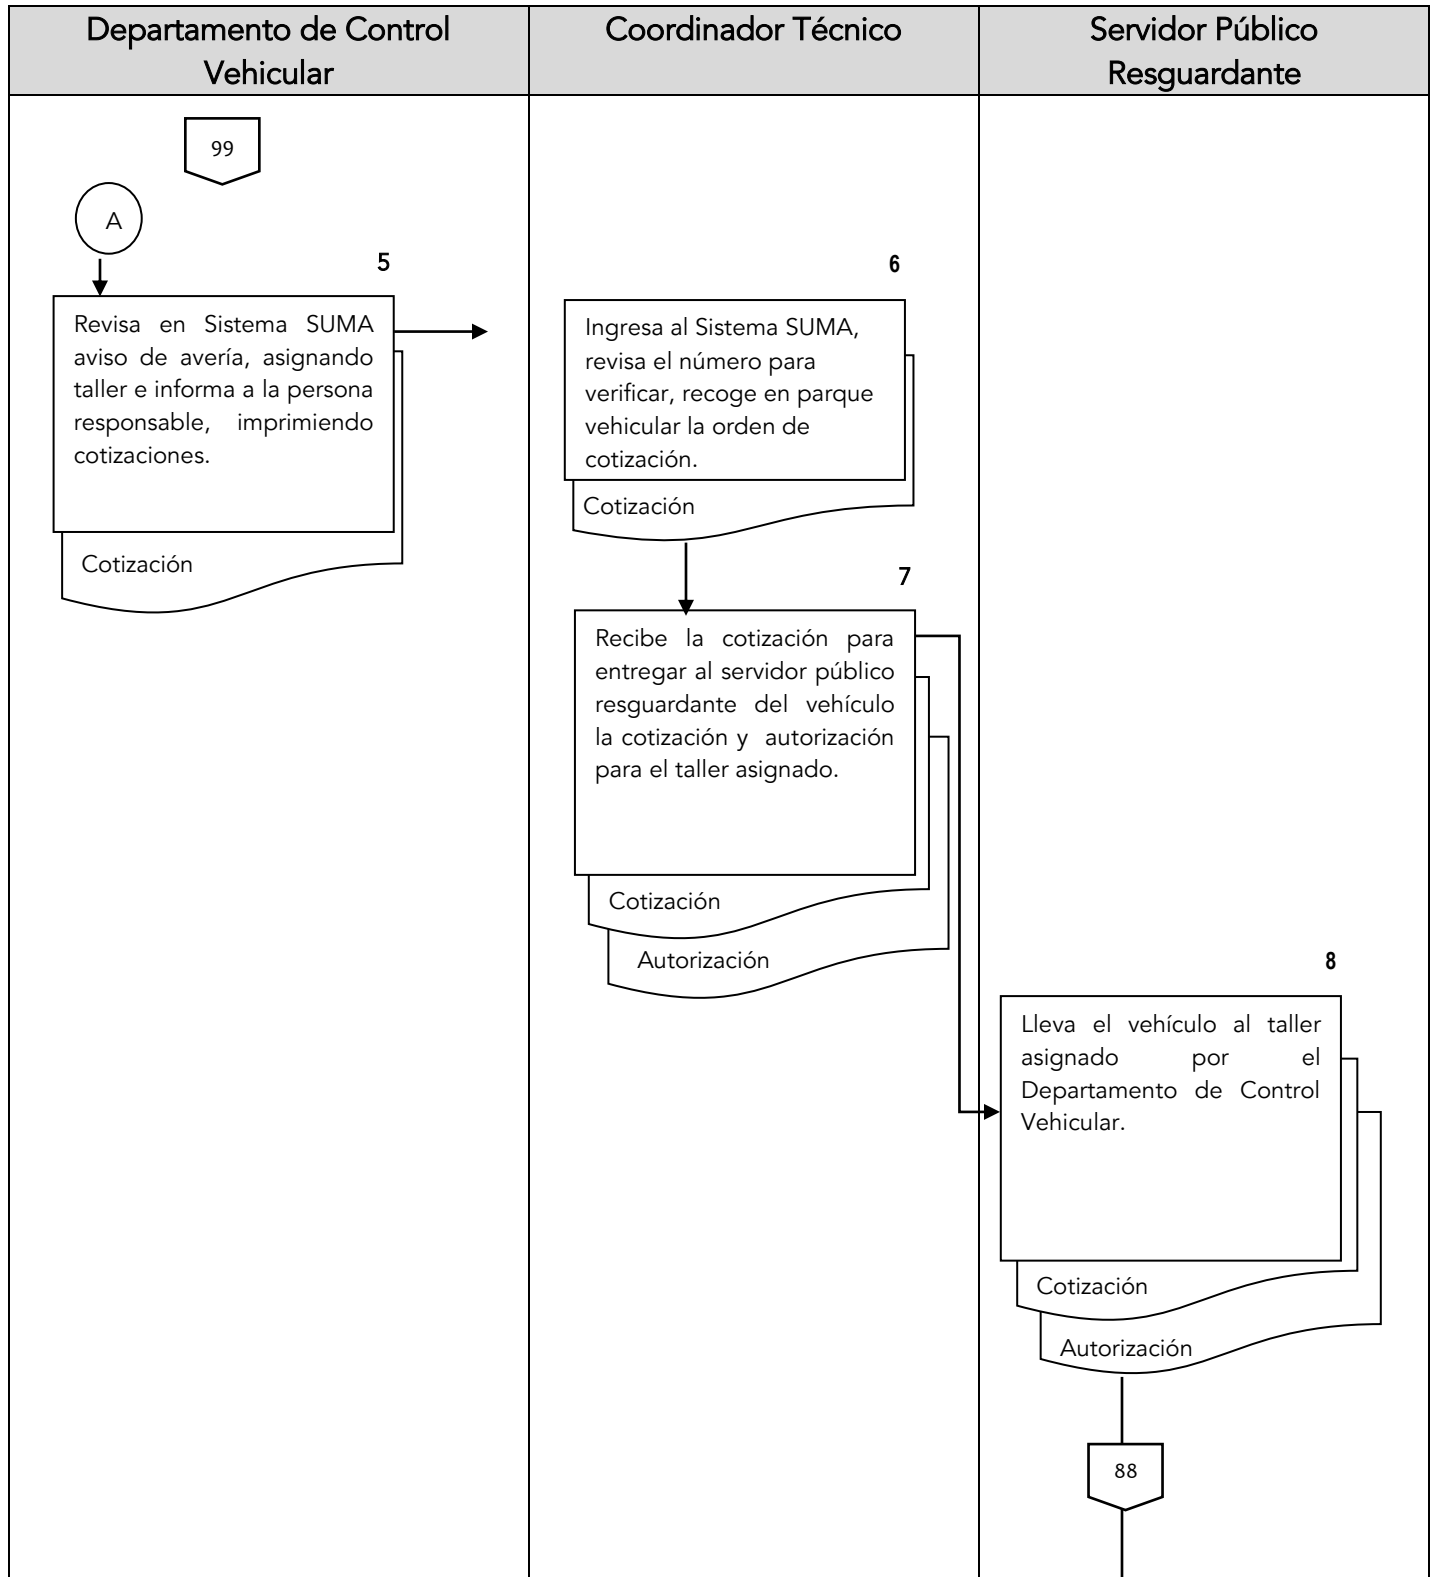 Departamento de Control
Vehicular
Coordinador Técnico
Servidor Público
Resguardante
99
A
5
Revisa en Sistema SUMA
aviso de avería, asignando
taller e informa a la persona
responsable, imprimiendo
cotizaciones.
Cotización
6
Ingresa al Sistema SUMA,
revisa el número para
verificar, recoge en parque
vehicular la orden de
cotización.
Cotización
7
Recibe la cotización para
entregar al servidor público
resguardante del vehículo
la cotización y autorización
para el taller asignado.
Cotización
Autorización
8
Lleva el vehículo al taller
asignado por el
Departamento de Control
Vehicular.
Cotización
Autorización
88